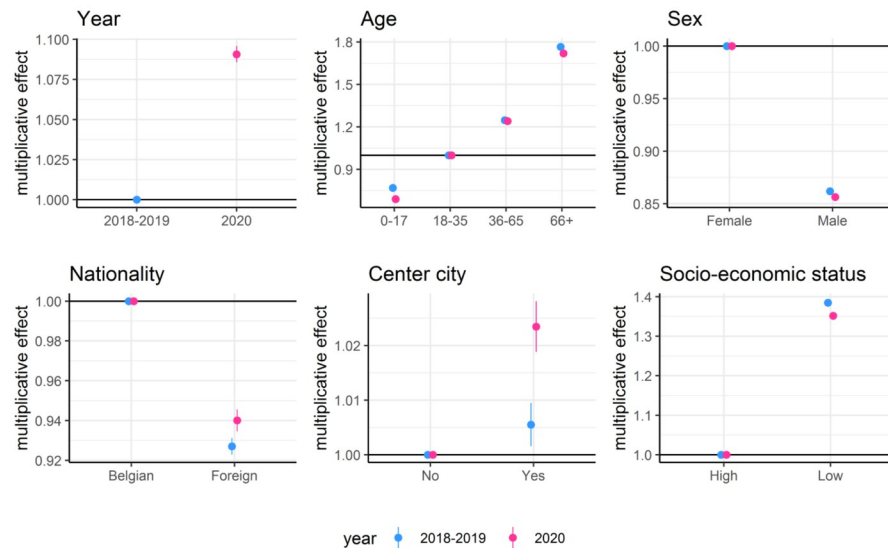 Year
multiplicative effect
1.100
1.075
1.050
1.025
1.000
2018-2019
2020
Age
multiplicative effect
1.8
1.5
1.2
0.9
0-17
18-35
36-65
66+
Sex
multiplicative effect
1.00
0.95
0.90
0.85
Female
Male
Nationality
multiplicative effect
1.00
0.98
0.96
0.94
0.92
Belgian
Foreign
Center city
multiplicative effect
1.02
1.01
1.00
No
Yes
Socio-economic status
multiplicative effect
1.4
1.3
1.2
1.1
1.0
High
Low
year 2018-2019 2020